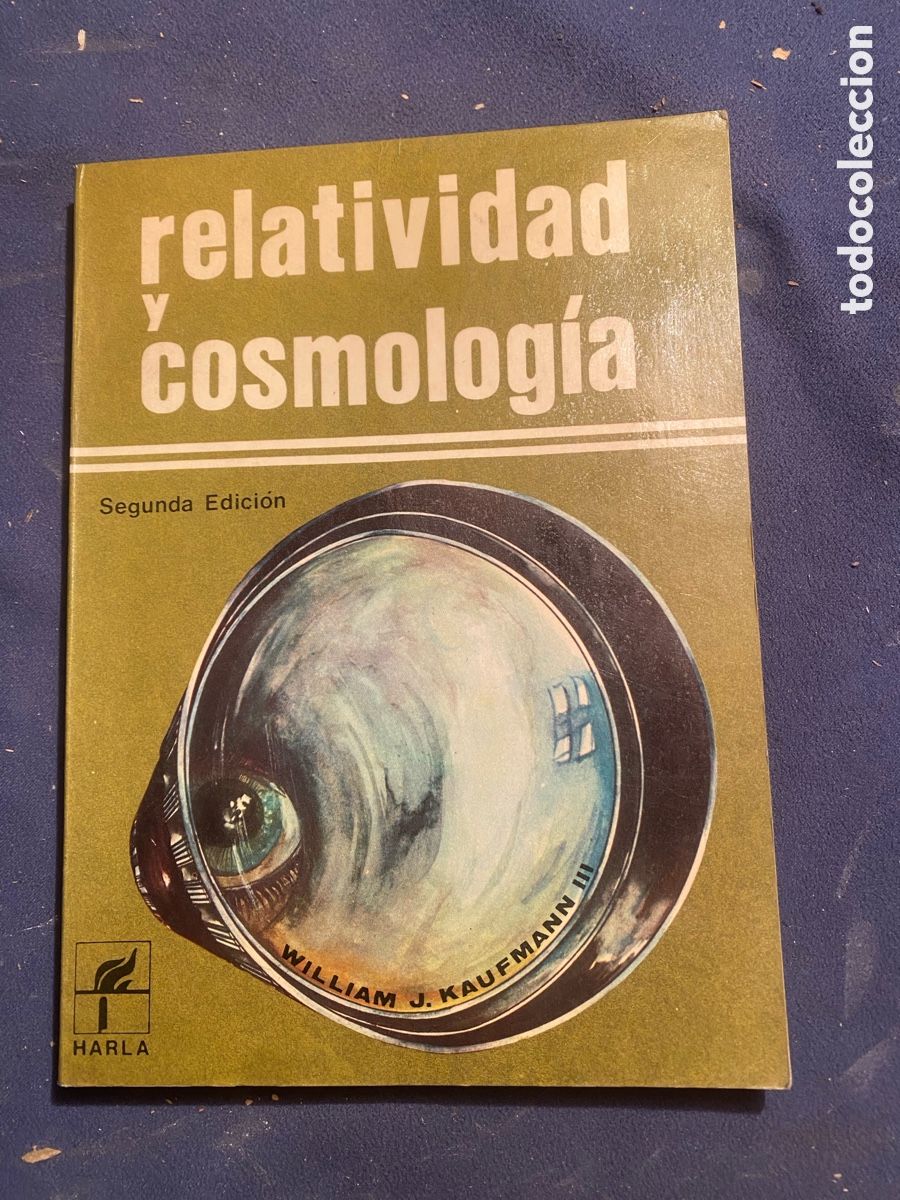 relatividad
y
cosmología
Segunda Edición
WILLIAM J. KAUFMANN III
HARLA
todocoleccion